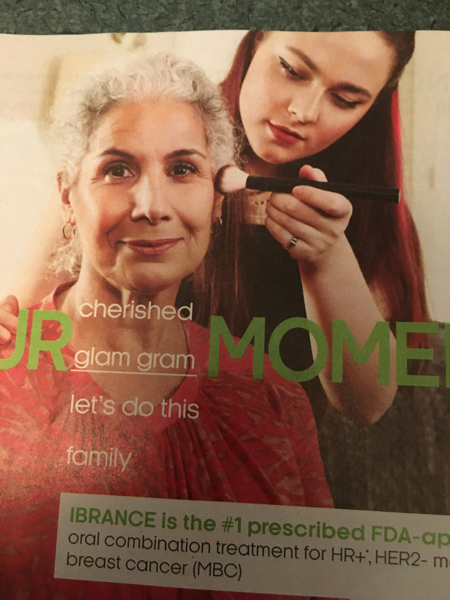 cherished
UR glam gram MOME
let's do this
family
IBRANCE is the #1 prescribed FDA-ap
oral combination treatment for HR+*, HER2- m
breast cancer (MBC)